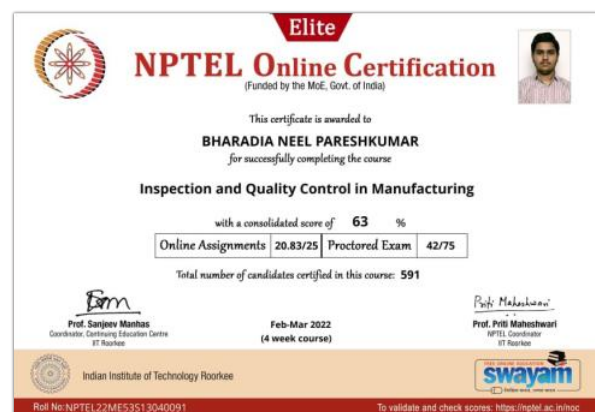 Elite
NPTEL Online Certification
(Funded by the MoE, Govt. of India)
This certificate is awarded to
BHARADIA NEEL PARESHKUMAR
for successfully completing the course
Inspection and Quality Control in Manufacturing
with a consolidated score of 63 %
Online Assignments 20.83/25 Proctored Exam 42/75
Total number of candidates certified in this course: 591
Priti Maheshwari
Prof. Sanjeev Manhas
Coordinator, Continuing Education Centre
IIT Roorkee
Feb-Mar 2022
(4 week course)
Prof. Priti Maheshwari
NPTEL Coordinator
IIT Roorkee
Indian Institute of Technology Roorkee
FREE ONLINE EDUCATION
swayam
Roll No:NPTEL22ME53S13040091
To validate and check scores: https://nptel.ac.in/noc